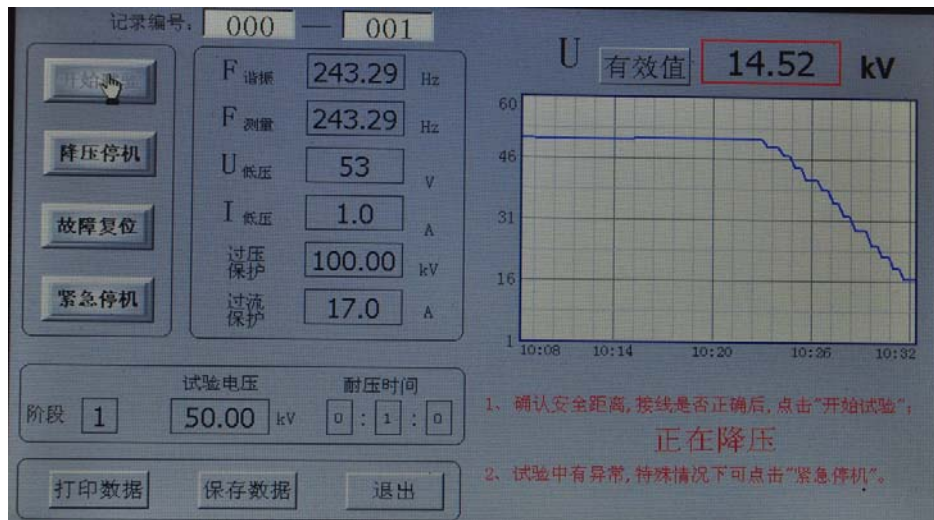 记录编号: 000 — 001
开始试验
降压停机
故障复位
紧急停机
F 谐振 243.29 Hz
F 测量 243.29 Hz
U 低压 53 V
I 低压 1.0 A
过压保护 100.00 kV
过流保护 17.0 A
U 有效值 14.52 kV
60
46
31
16
1
10:08 10:14 10:20 10:26 10:32
试验电压 耐压时间
阶段 1 50.00 kV 0 : 1 : 0
1、确认安全距离,接线是否正确后,点击"开始试验";
正在降压
2、试验中有异常,特殊情况下可点击"紧急停机"。
打印数据 保存数据 退出